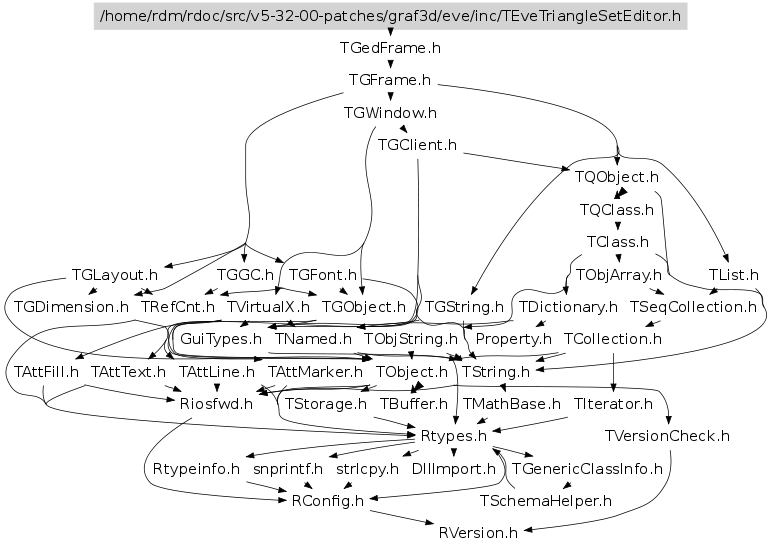 /home/rdm/rdoc/src/v5-32-00-patches/graf3d/eve/inc/TEveTriangleSetEditor.h
TGedFrame.h
TGFrame.h
TGWindow.h
TGClient.h
TQObject.h
TQClass.h
TClass.h
TGLayout.h TGGC.h TGFont.h TObjArray.h TList.h
TGDimension.h TRefCnt.h TVirtualX.h TGObject.h TGString.h TDictionary.h TSeqCollection.h
GuiTypes.h TNamed.h TObjString.h Property.h TCollection.h
TAttFill.h TAttText.h TAttLine.h TAttMarker.h TObject.h TString.h
Riosfwd.h TStorage.h TBuffer.h TMathBase.h TIterator.h
Rtypes.h TVersionCheck.h
Rtypeinfo.h snprintf.h strlcpy.h DllImport.h TGenericClassInfo.h
RConfig.h TSchemaHelper.h
RVersion.h